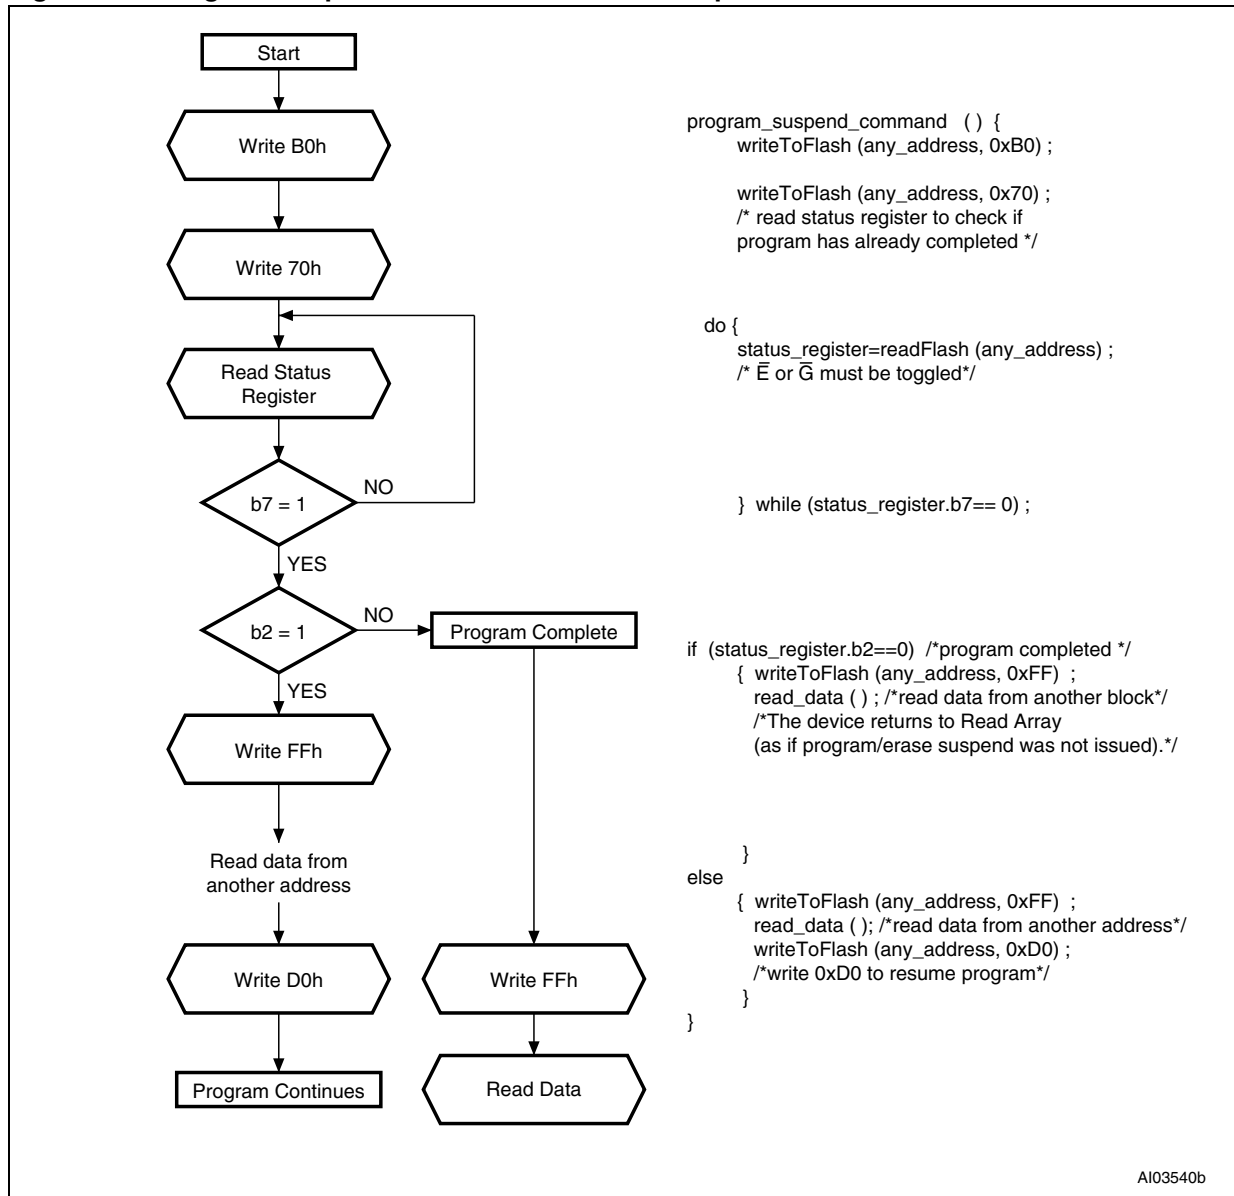 Start
Write B0h
Write 70h
Read Status
Register
NO
b7 = 1
YES
NO
b2 = 1
Program Complete
YES
Write FFh
Read data from
another address
Write D0h
Write FFh
Program Continues
Read Data
program_suspend_command ( ) {
writeToFlash (any_address, 0xB0) ;
writeToFlash (any_address, 0x70) ;
/* read status register to check if
program has already completed */
do {
status_register=readFlash (any_address) ;
/* E̅ or G̅ must be toggled*/
} while (status_register.b7== 0) ;
if (status_register.b2==0) /*program completed */
{ writeToFlash (any_address, 0xFF) ;
read_data ( ) ; /*read data from another block*/
/*The device returns to Read Array
(as if program/erase suspend was not issued).*/
}
else
{ writeToFlash (any_address, 0xFF) ;
read_data ( ); /*read data from another address*/
writeToFlash (any_address, 0xD0) ;
/*write 0xD0 to resume program*/
}
}
AI03540b